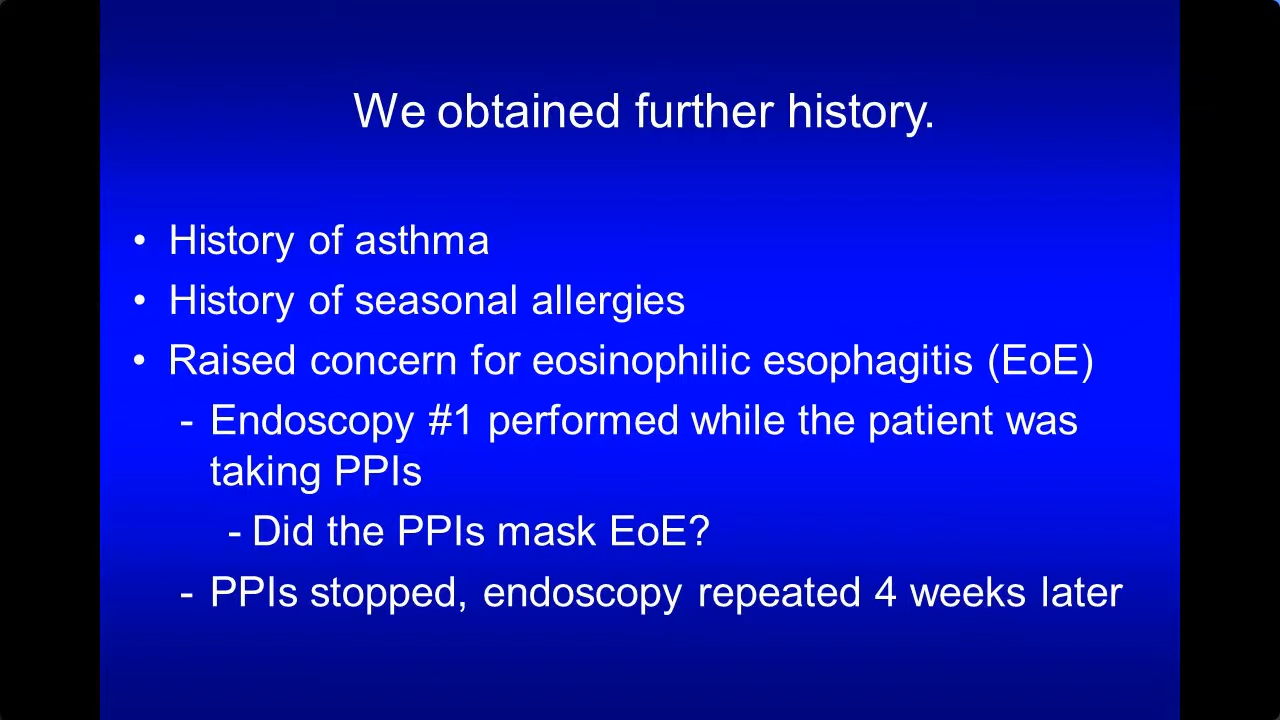 We obtained further history.
• History of asthma
• History of seasonal allergies
• Raised concern for eosinophilic esophagitis (EoE)
- Endoscopy #1 performed while the patient was
taking PPIs
- Did the PPIs mask EoE?
- PPIs stopped, endoscopy repeated 4 weeks later